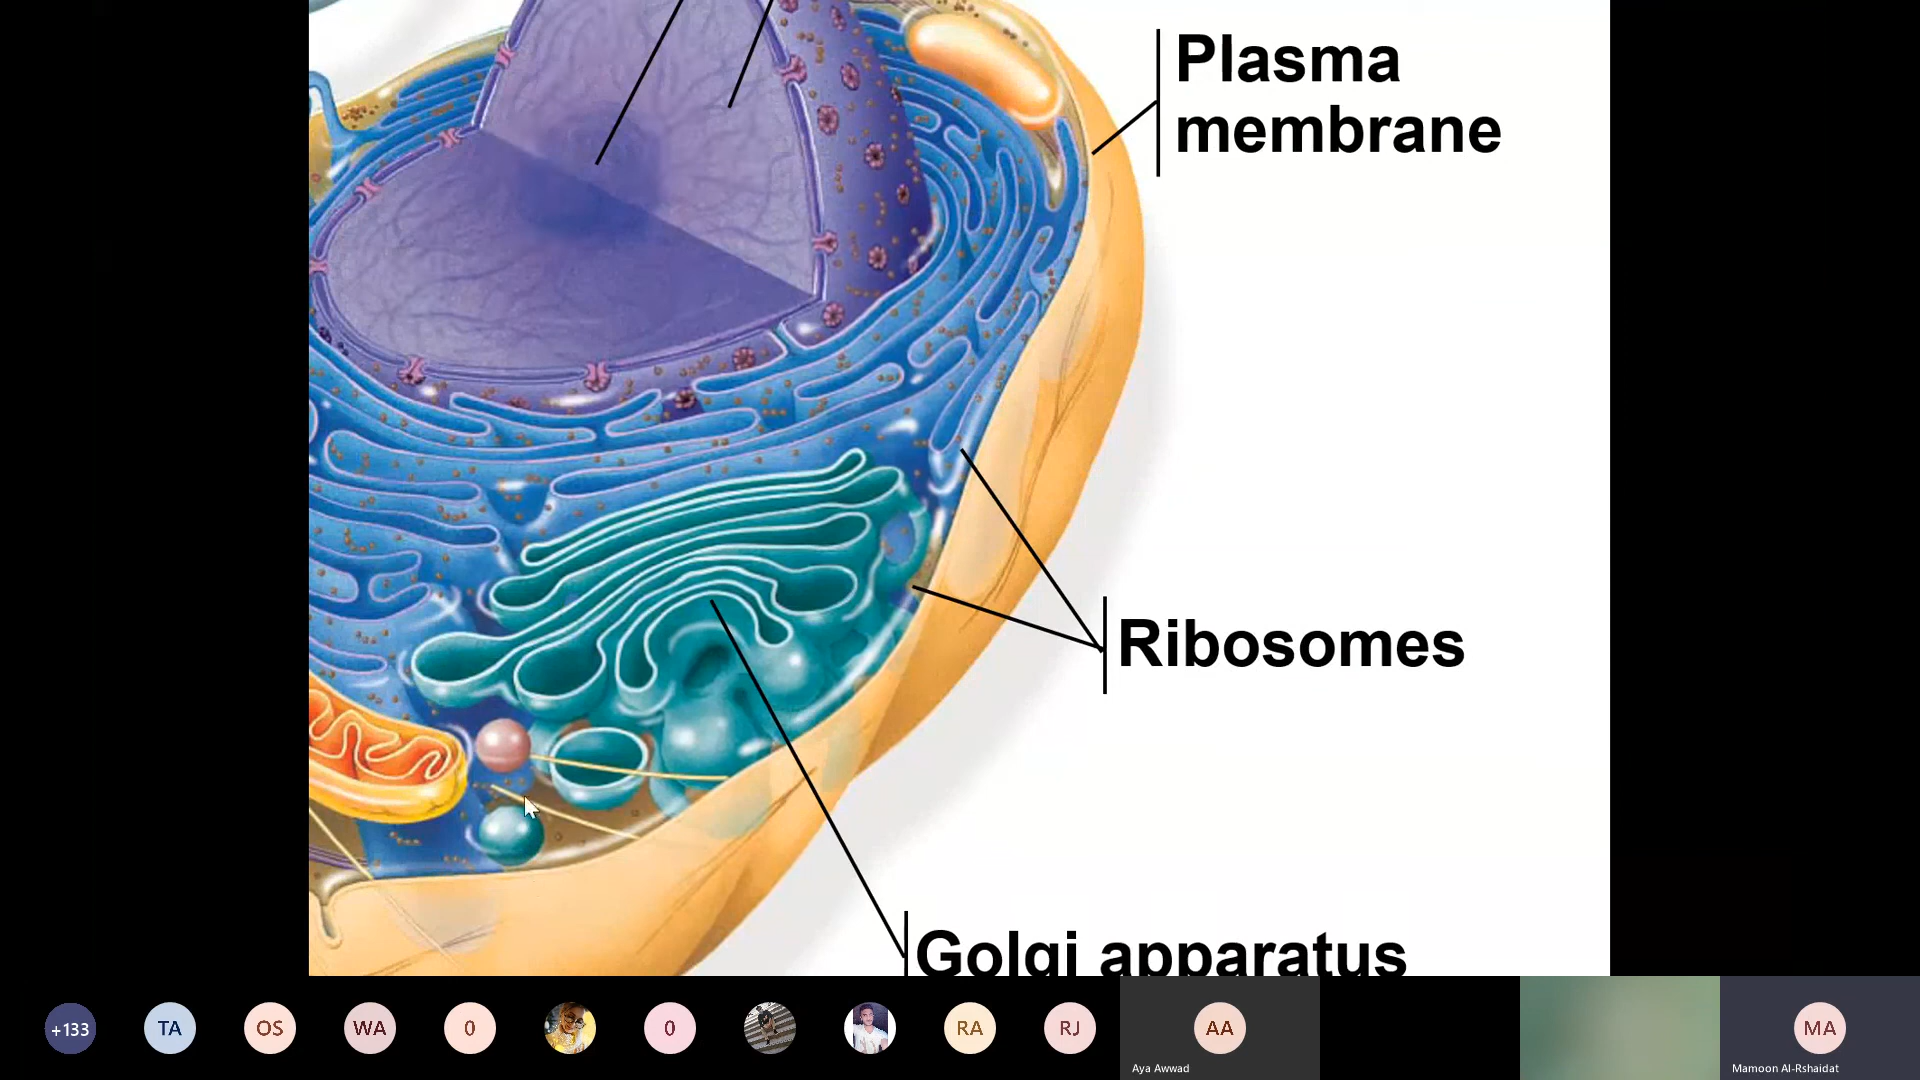 Plasma
membrane
Ribosomes
Golgi apparatus
+133
TA
OS
WA
0
0
RA
RJ
AA
MA
Aya Awwad
Mamoon Al-Rshaidat